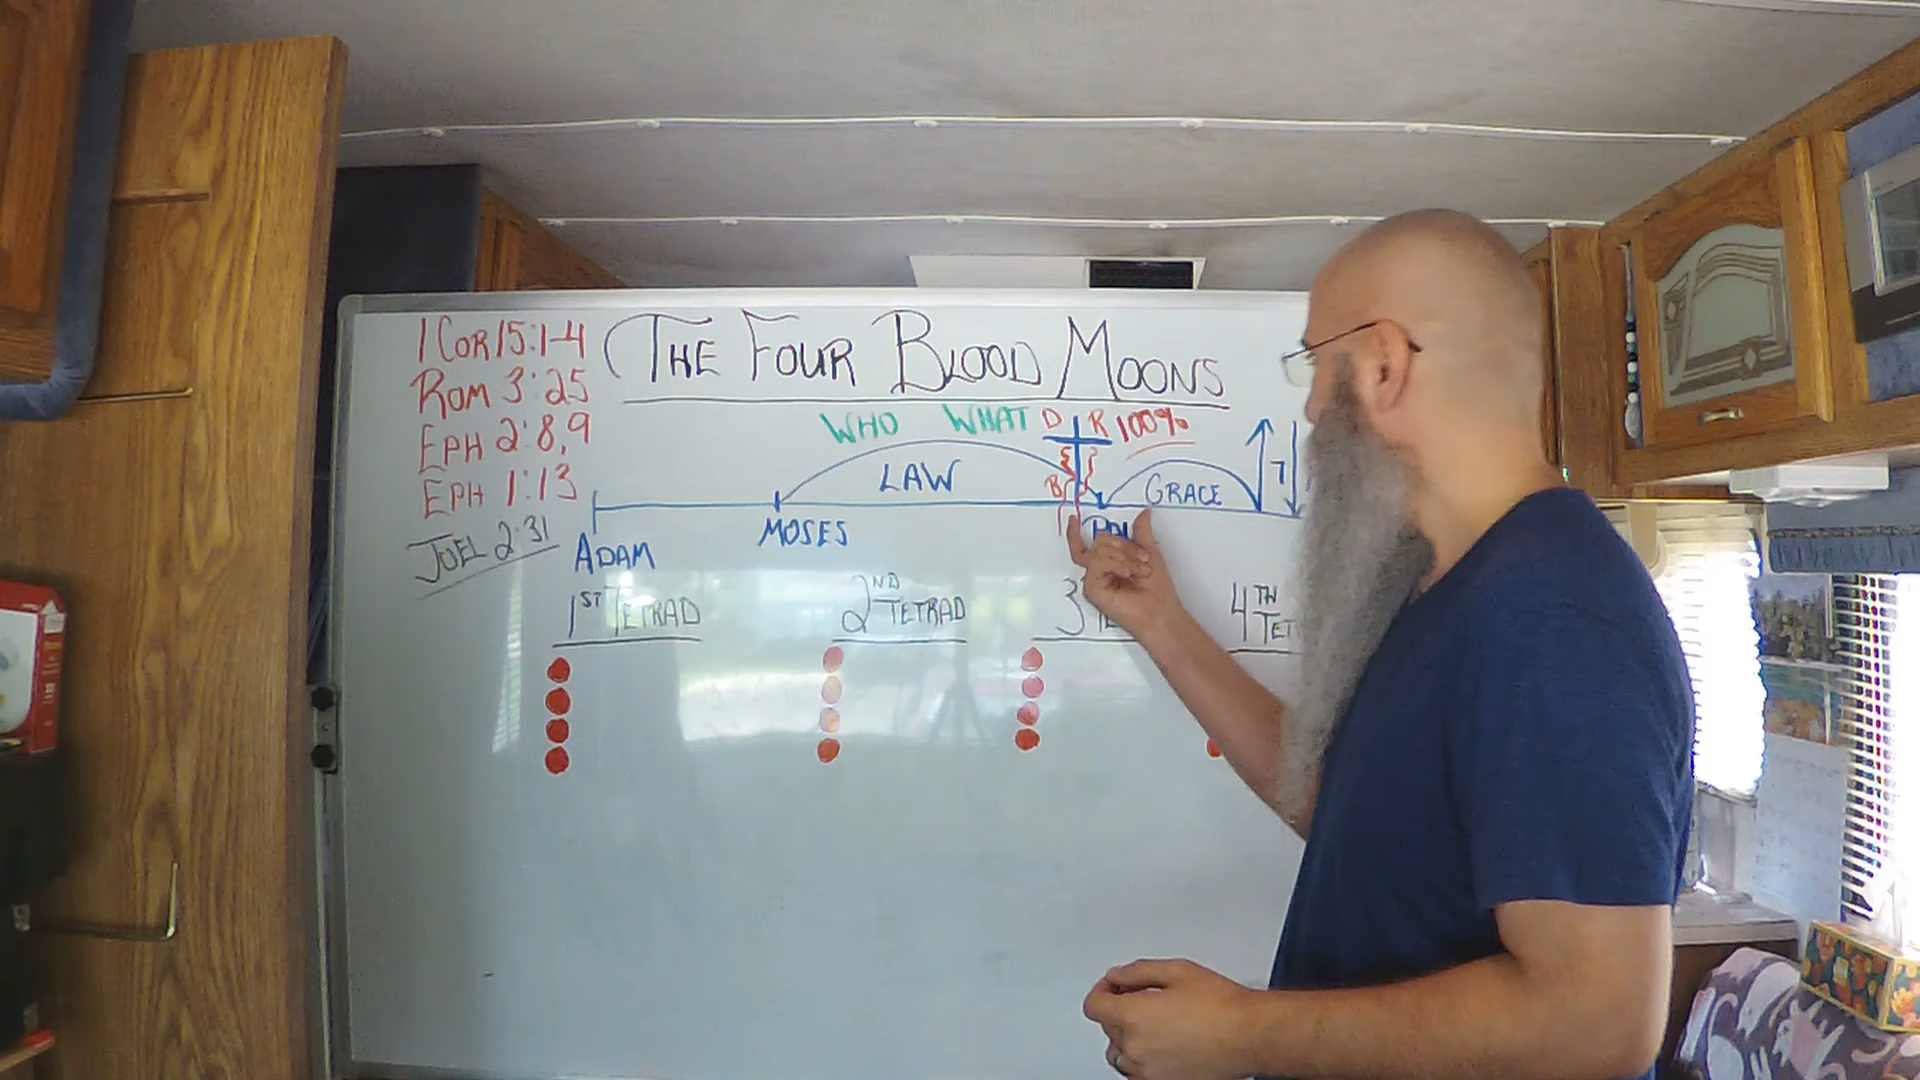 THE FOUR BLOOD MOONS
1 COR 15:1-4
ROM 3:25
EPH 2:8,9
EPH 1:13
JOEL 2:31
WHO WHAT D R 100%
LAW B GRACE 7
ADAM MOSES
1ST TETRAD
2ND TETRAD
3
4TH